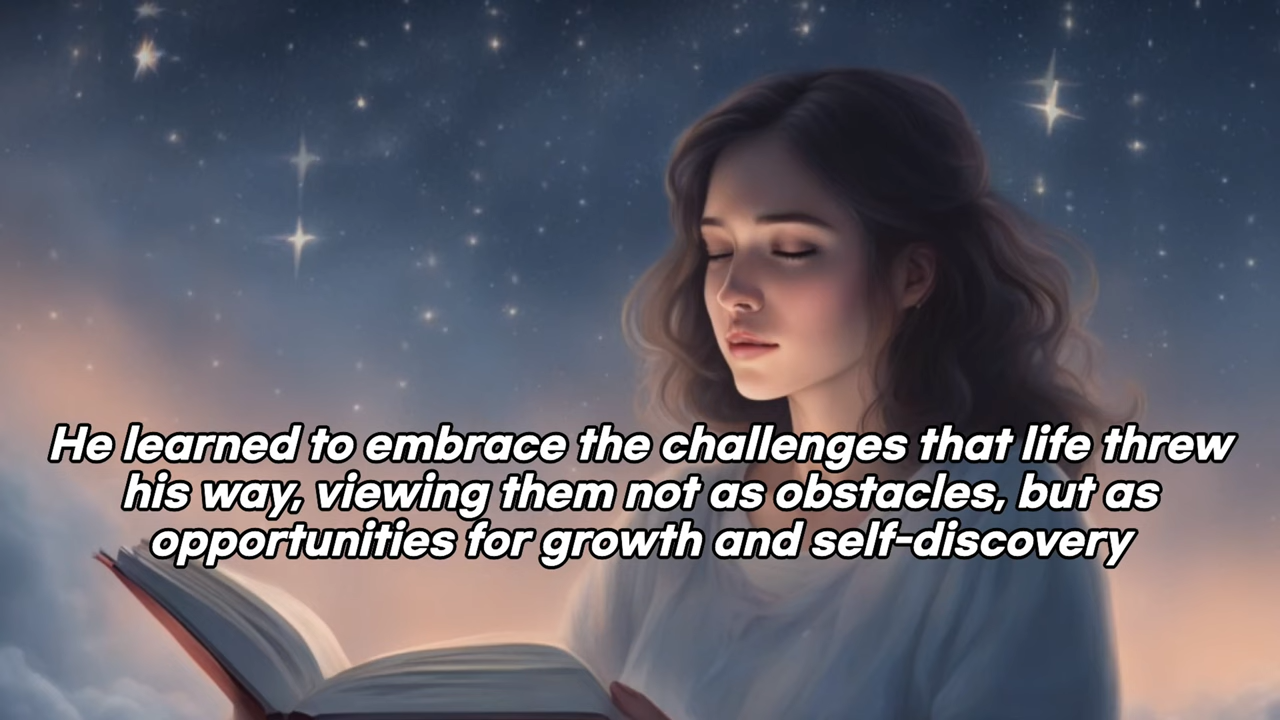 He learned to embrace the challenges that life threw
his way, viewing them not as obstacles, but as
opportunities for growth and self-discovery